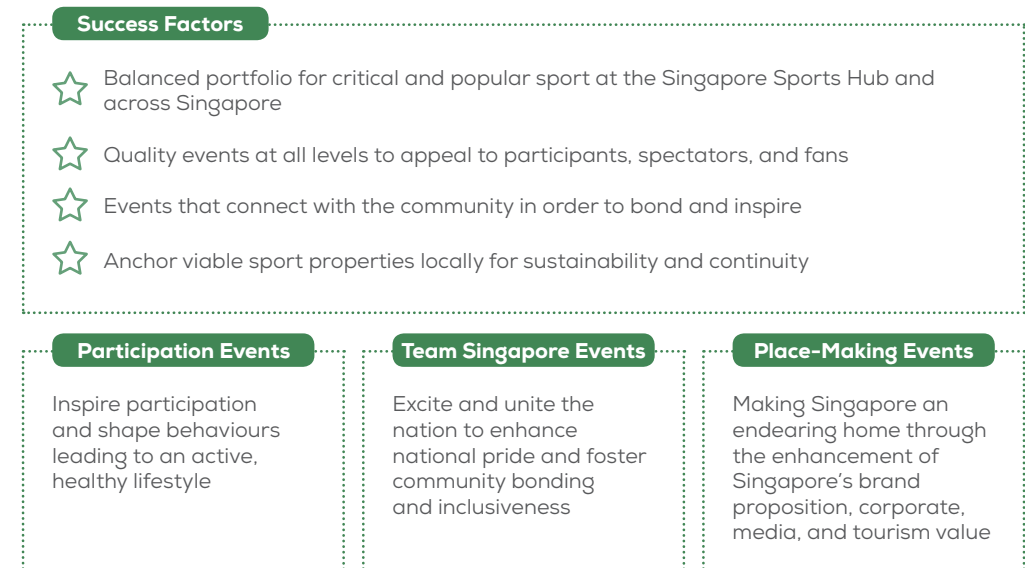 Success Factors
Balanced portfolio for critical and popular sport at the Singapore Sports Hub and
across Singapore
Quality events at all levels to appeal to participants, spectators, and fans
Events that connect with the community in order to bond and inspire
Anchor viable sport properties locally for sustainability and continuity
Participation Events
Inspire participation
and shape behaviours
leading to an active,
healthy lifestyle
Team Singapore Events
Excite and unite the
nation to enhance
national pride and foster
community bonding
and inclusiveness
Place-Making Events
Making Singapore an
endearing home through
the enhancement of
Singapore's brand
proposition, corporate,
media, and tourism value